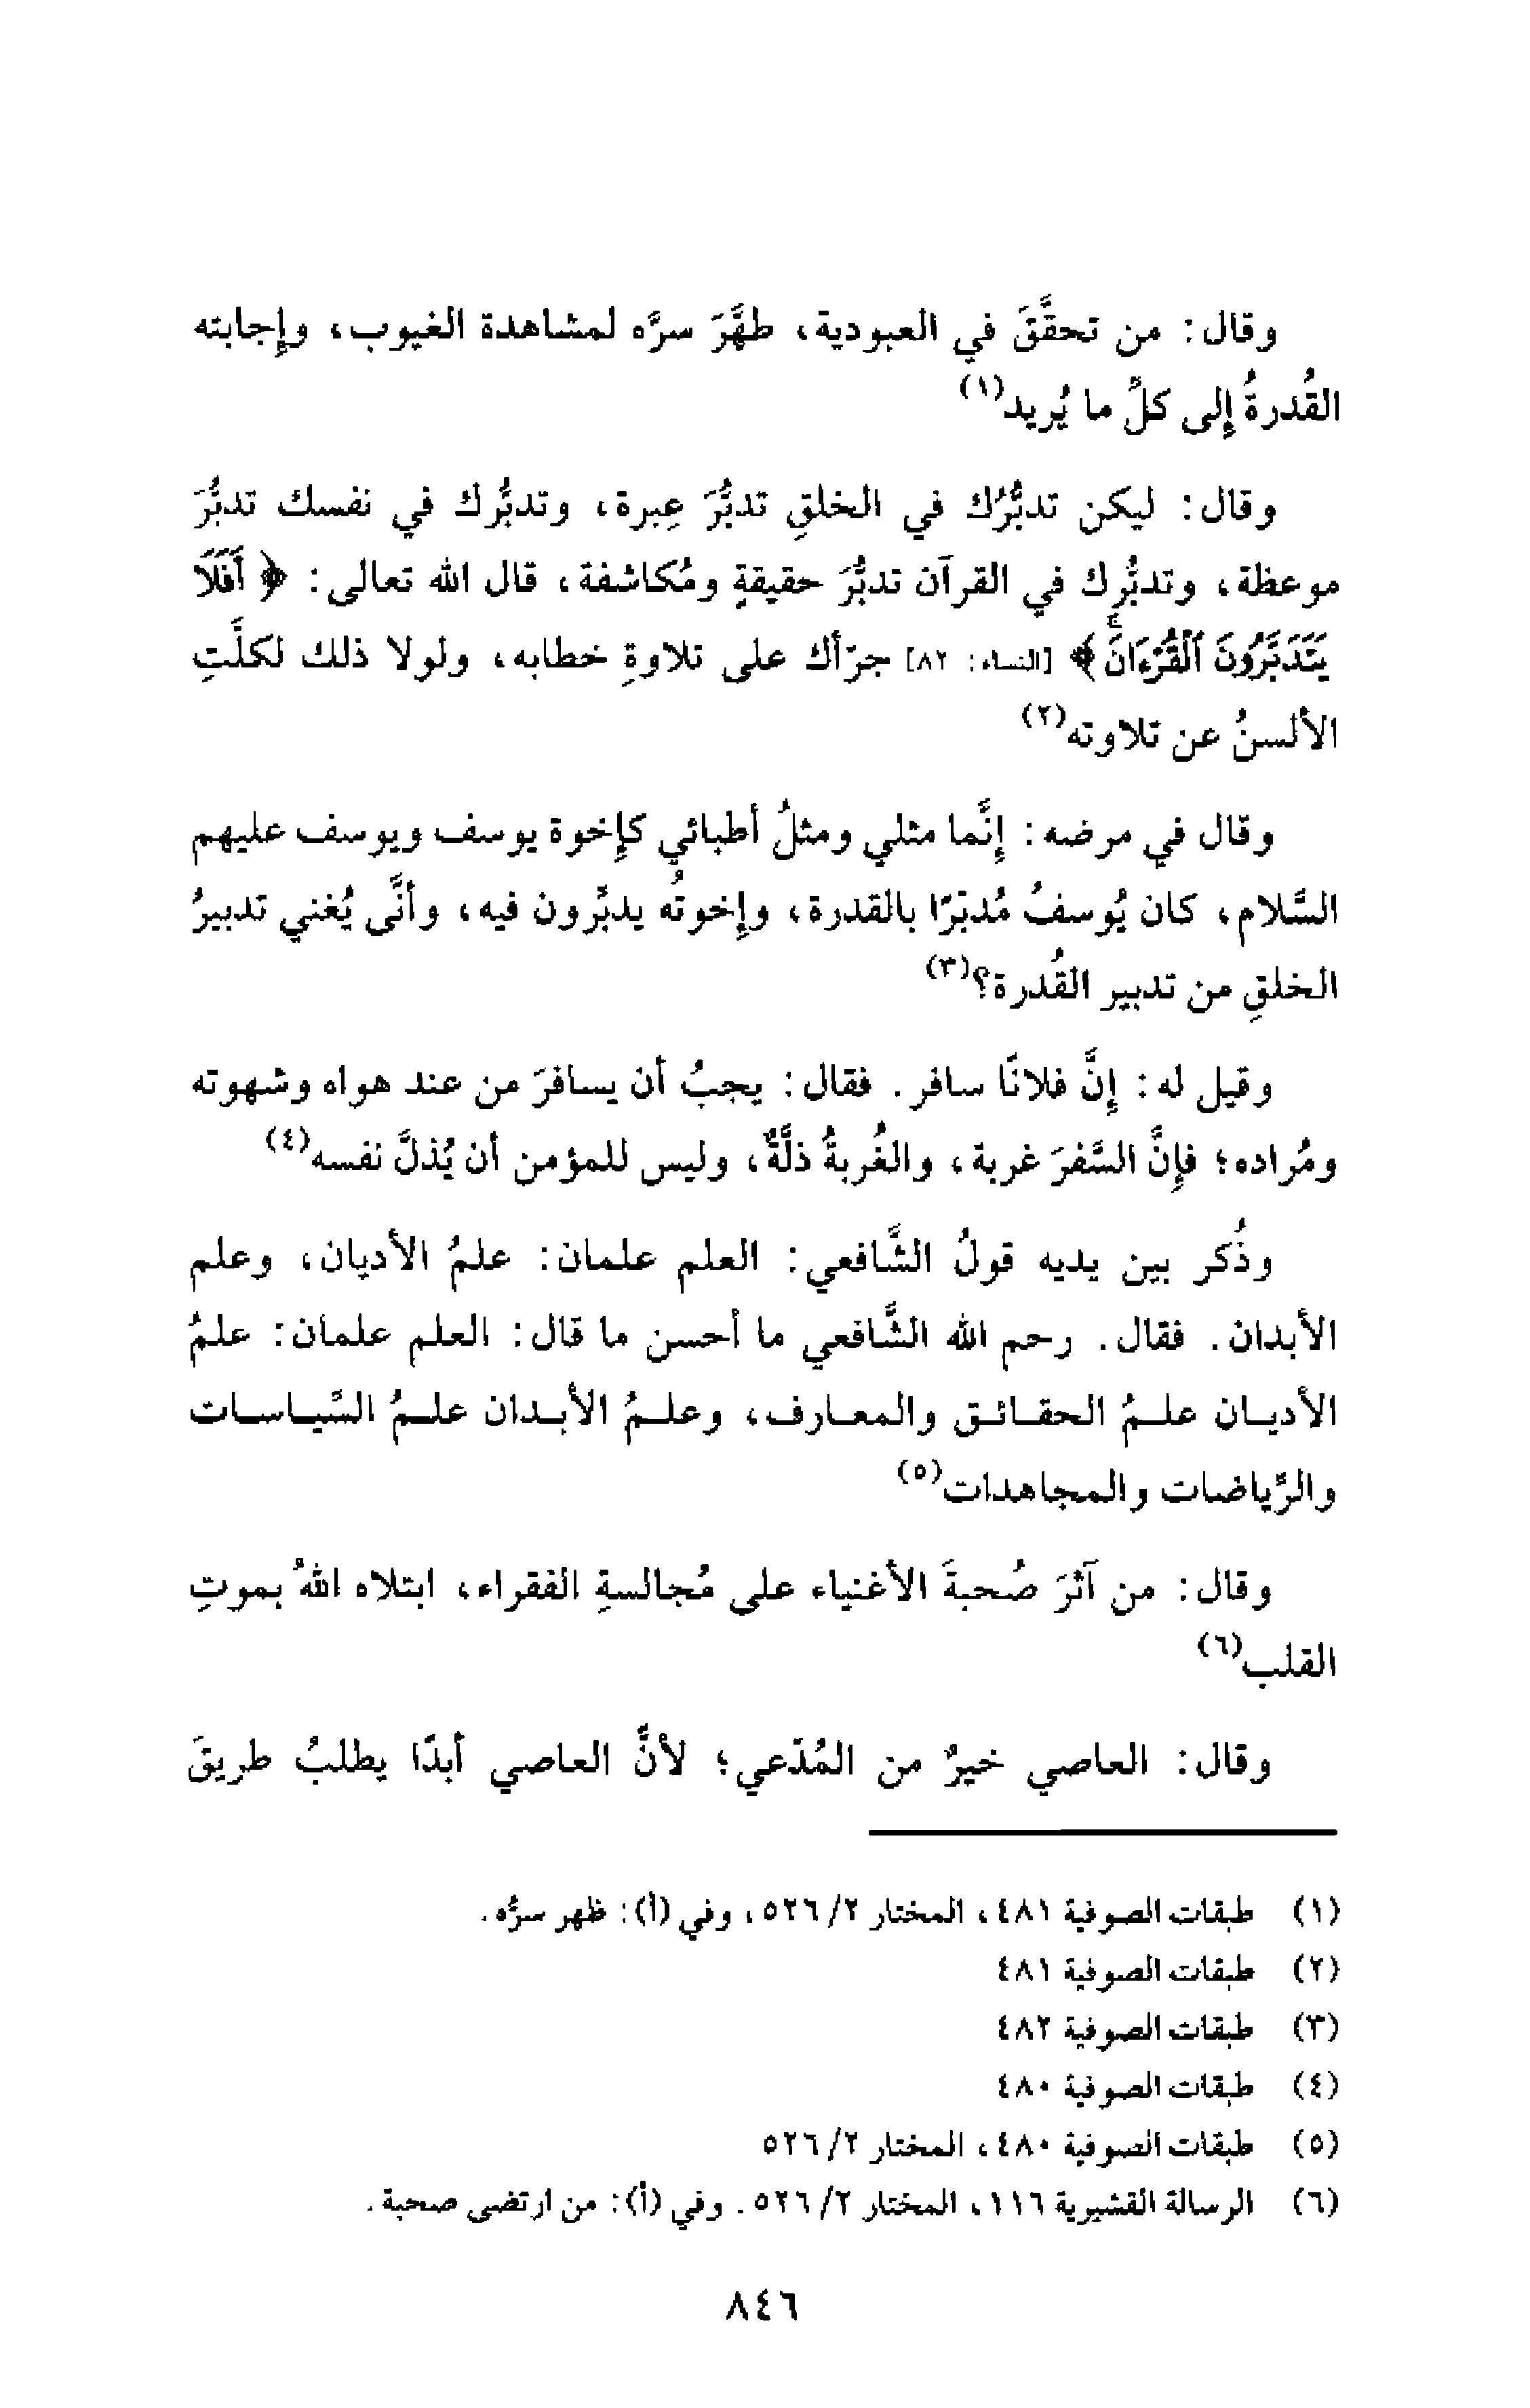 وقال: من تحقَّقَ في العبودية، طهَّرَ سرَّه لمشاهدة الغيوب، وإجابته
القُدرةُ إلى كلِّ ما يُريد(١)
وقال: ليكن تدبُّرُك في الخلقِ تدبُّرَ عِبرة، وتدبُّرك في نفسك تدبُّرَ
موعظة، وتدبُّرك في القرآن تدبُّرَ حقيقةٍ ومُكاشفة، قال الله تعالى: ﴿ أَفَلَا
يَتَدَبَّرُونَ ٱلْقُرْءَانَۚ ﴾ [النساء: ٨٢] جرّأك على تلاوةِ خطابه، ولولا ذلك لكلَّتِ
الألسنُ عن تلاوته(٢)
وقال في مرضه: إنَّما مثلي ومثلُ أطبائي كإخوة يوسف ويوسف عليهم
السَّلام، كان يُوسفُ مُدبَّرًا بالقدرة، وإخوتُه يدبِّرون فيه، وأنَّى يُغني تدبيرُ
الخلقِ من تدبير القُدرة؟(٣)
وقيل له: إنَّ فلانًا سافر. فقال: يجبُ أن يسافرَ من عند هواه وشهوته
ومُراده؛ فإنَّ السَّفرَ غربة، والغُربةُ ذلَّةٌ، وليس للمؤمن أن يُذلَّ نفسه(٤)
وذُكر بين يديه قولُ الشَّافعي: العلم علمان: علمُ الأديان، وعلم
الأبدان. فقال. رحم الله الشَّافعي ما أحسن ما قال: العلم علمان: علمُ
الأديـان علـمُ الحقـائـق والمعـارف، وعلـمُ الأبـدان علـمُ السِّيـاسـات
والرِّياضات والمجاهدات(٥)
وقال: من آثرَ صُحبةَ الأغنياء على مُجالسةِ الفقراء، ابتلاه اللهُ بموتِ
القلب(٦)
وقال: العاصي خيرٌ من المُدّعي؛ لأنَّ العاصي أبدًا يطلبُ طريقَ
(١) طبقات الصوفية ٤٨١، المختار ٢/ ٥٢٦، وفي (أ): ظهر سرُّه.
(٢) طبقات الصوفية ٤٨١
(٣) طبقات الصوفية ٤٨٢
(٤) طبقات الصوفية ٤٨٠
(٥) طبقات الصوفية ٤٨٠، المختار ٢/ ٥٢٦
(٦) الرسالة القشيرية ١١٦، المختار ٢/ ٥٢٦. وفي (أ): من ارتضى صحبة.
٨٤٦